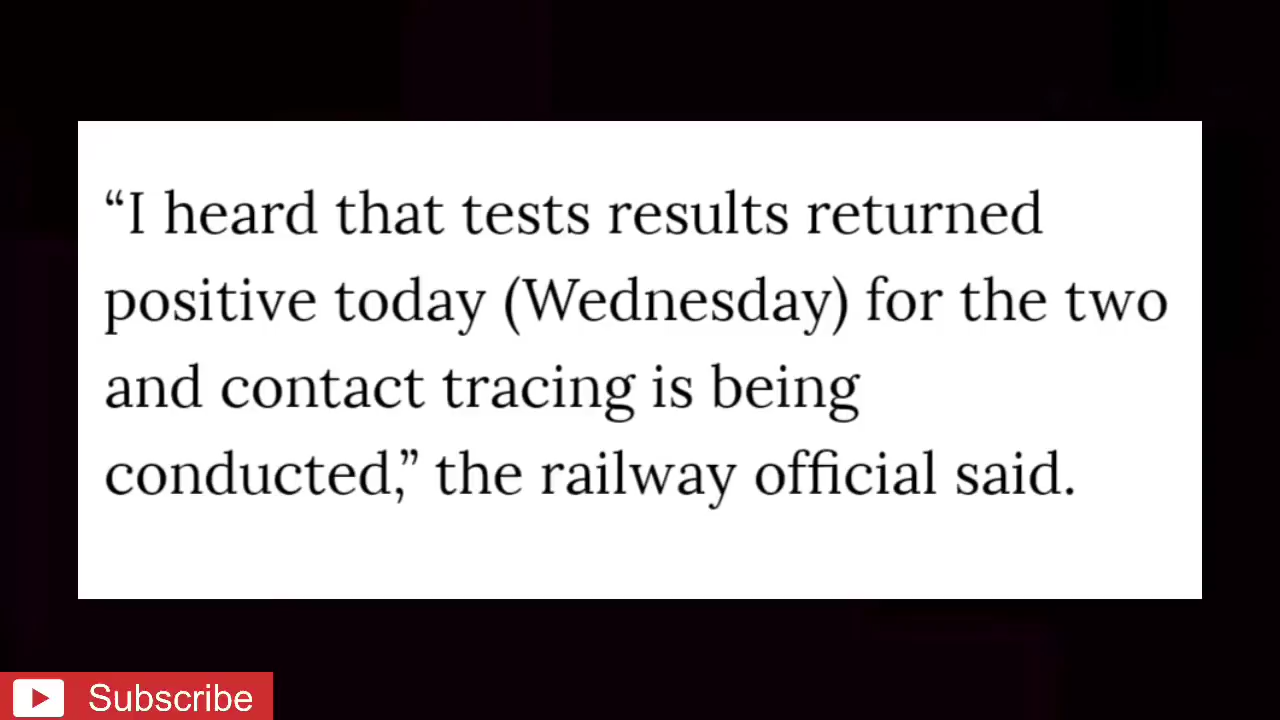 “I heard that tests results returned
positive today (Wednesday) for the two
and contact tracing is being
conducted,” the railway official said.
Subscribe